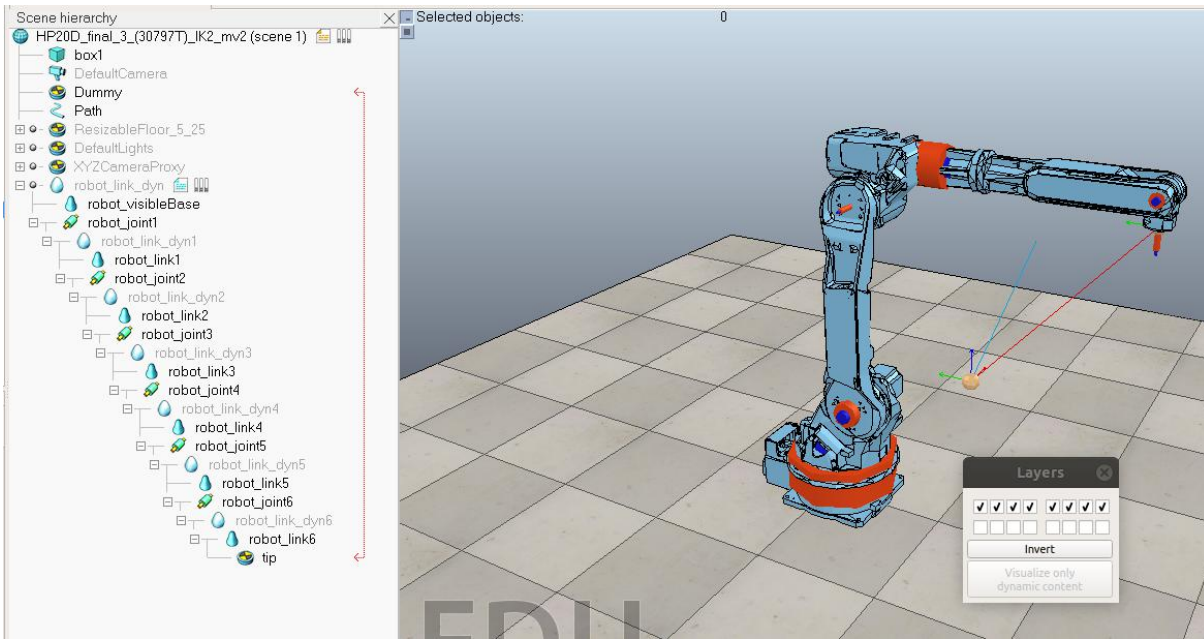 Scene hierarchy
HP20D_final_3_(30797T)_IK2_mv2 (scene 1)
box1
DefaultCamera
Dummy
Path
ResizableFloor_5_25
DefaultLights
XYZCameraProxy
robot_link_dyn
robot_visibleBase
robot_joint1
robot_link_dyn1
robot_link1
robot_joint2
robot_link_dyn2
robot_link2
robot_joint3
robot_link_dyn3
robot_link3
robot_joint4
robot_link_dyn4
robot_link4
robot_joint5
robot_link_dyn5
robot_link5
robot_joint6
robot_link_dyn6
robot_link6
tip
Selected objects: 0
Layers
Invert
Visualize only
dynamic content
EDU